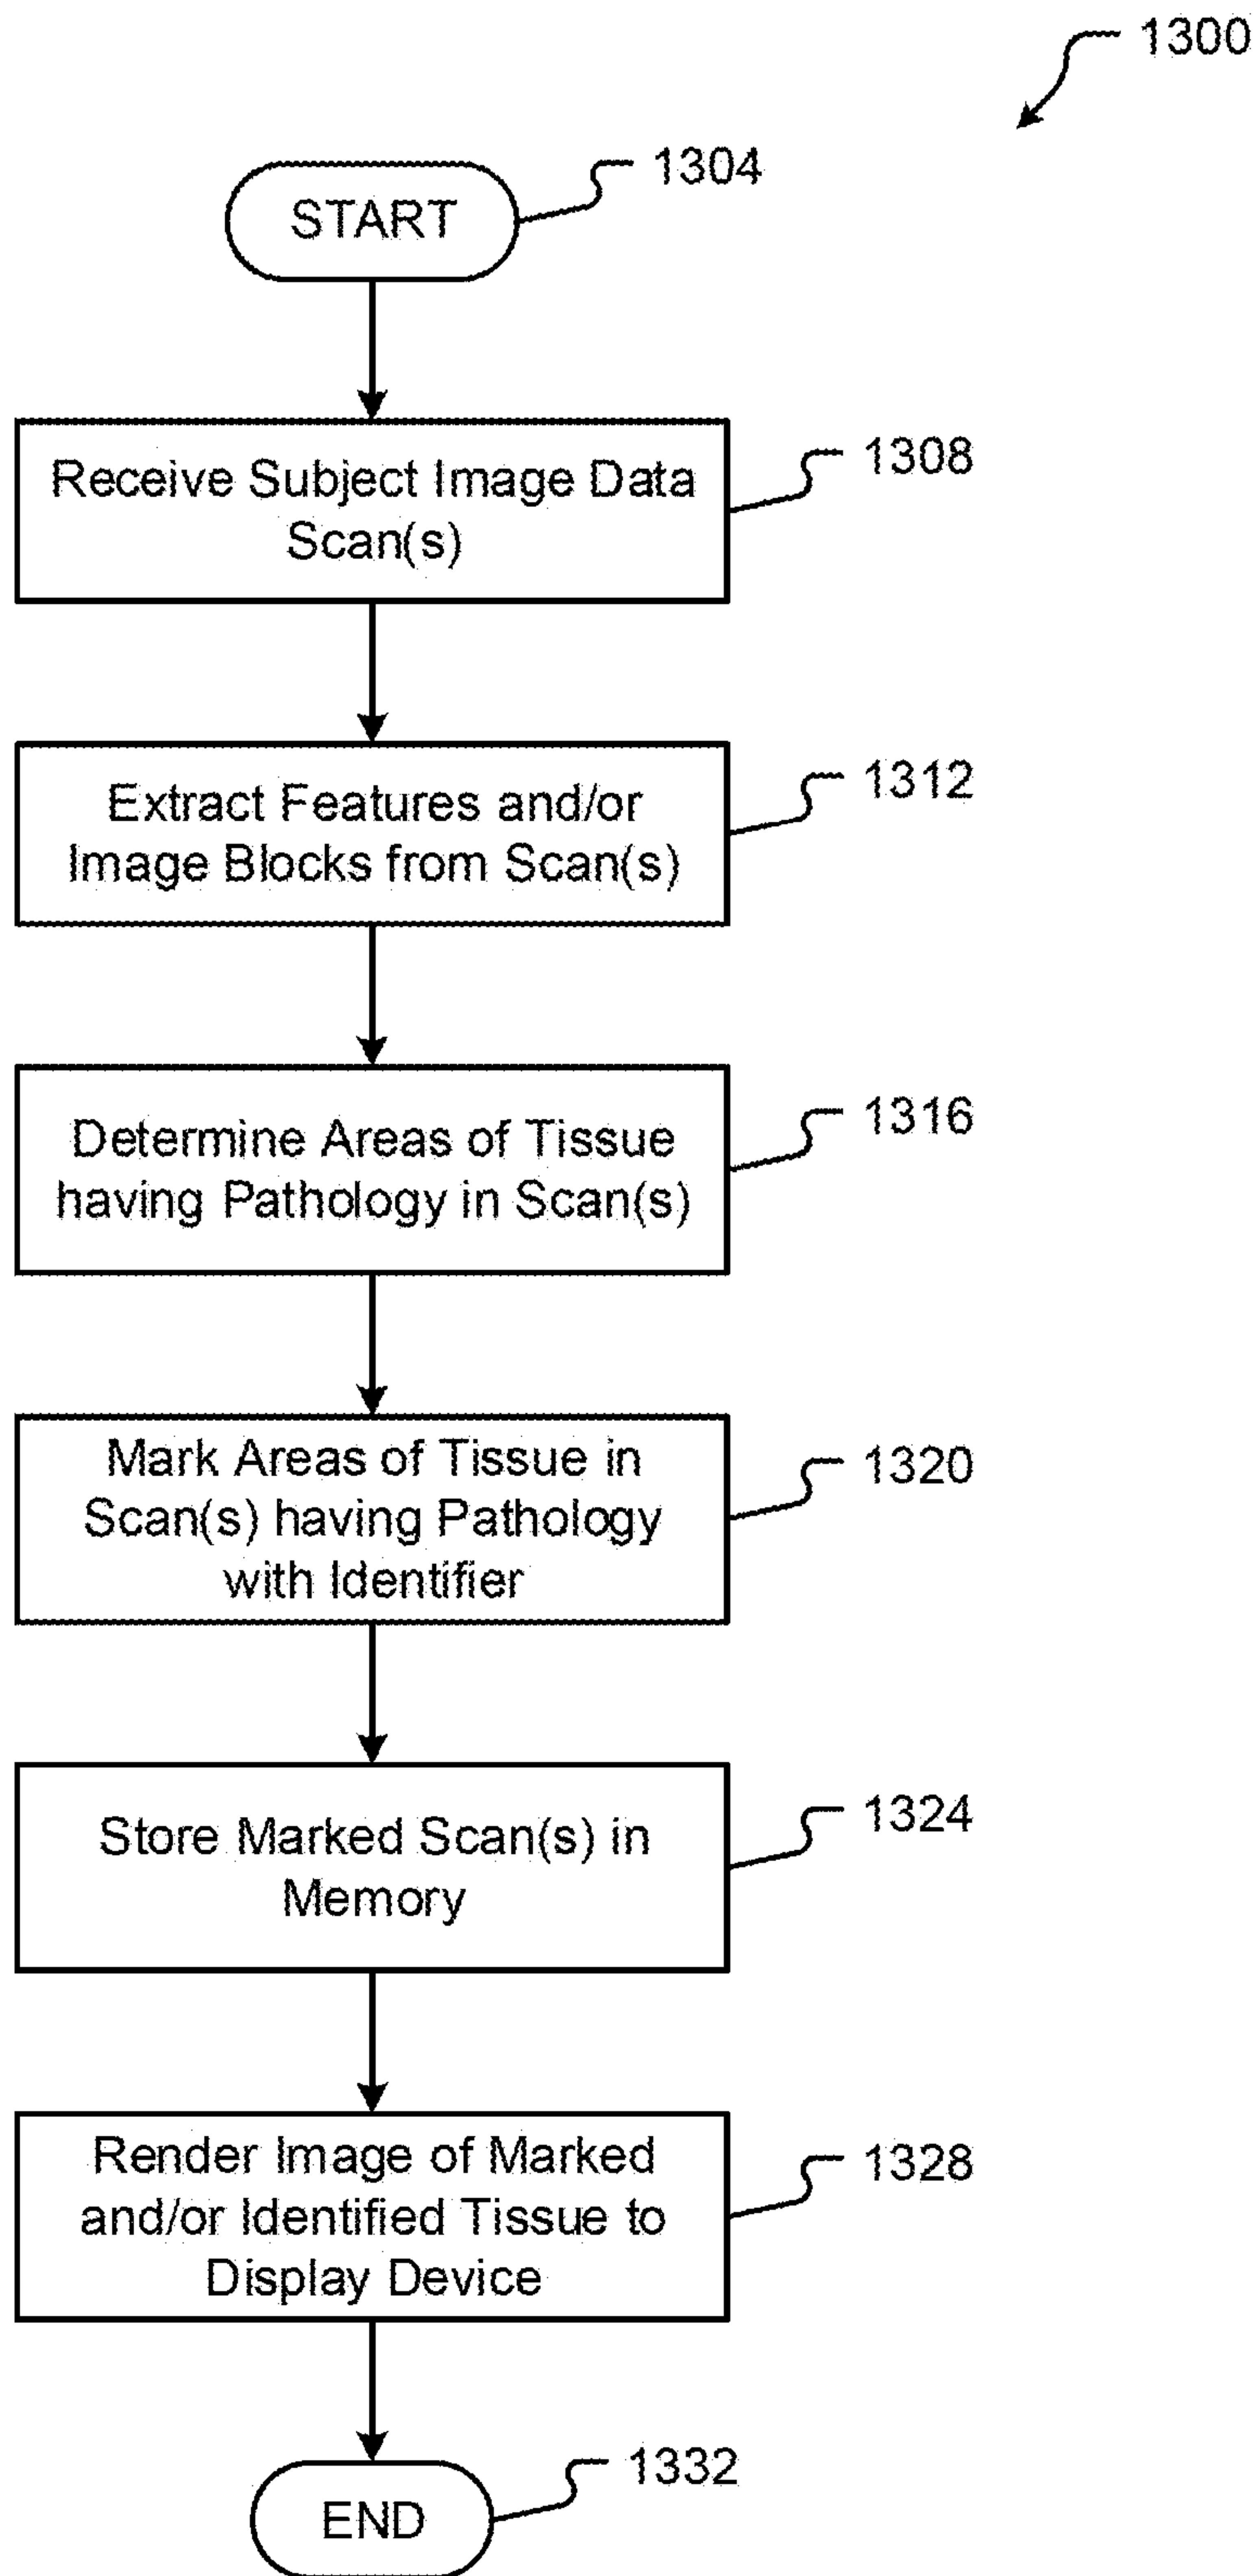 1300
1304
START
1308
Receive Subject Image Data
Scan(s)
1312
Extract Features and/or
Image Blocks from Scan(s)
1316
Determine Areas of Tissue
having Pathology in Scan(s)
1320
Mark Areas of Tissue in
Scan(s) having Pathology
with Identifier
1324
Store Marked Scan(s) in
Memory
1328
Render Image of Marked
and/or Identified Tissue to
Display Device
1332
END